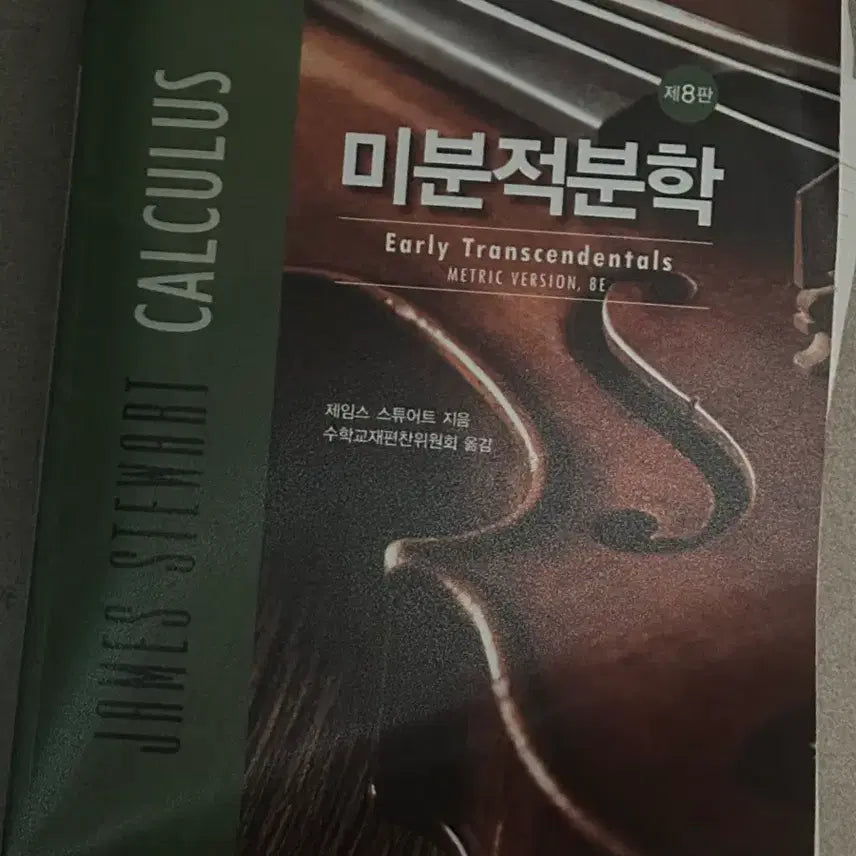 JAMES STEWART CALCULUS
제8판
미분적분학
Early Transcendentals
METRIC VERSION, 8E
제임스 스튜어트 지음
수학교재편찬위원회 옮김